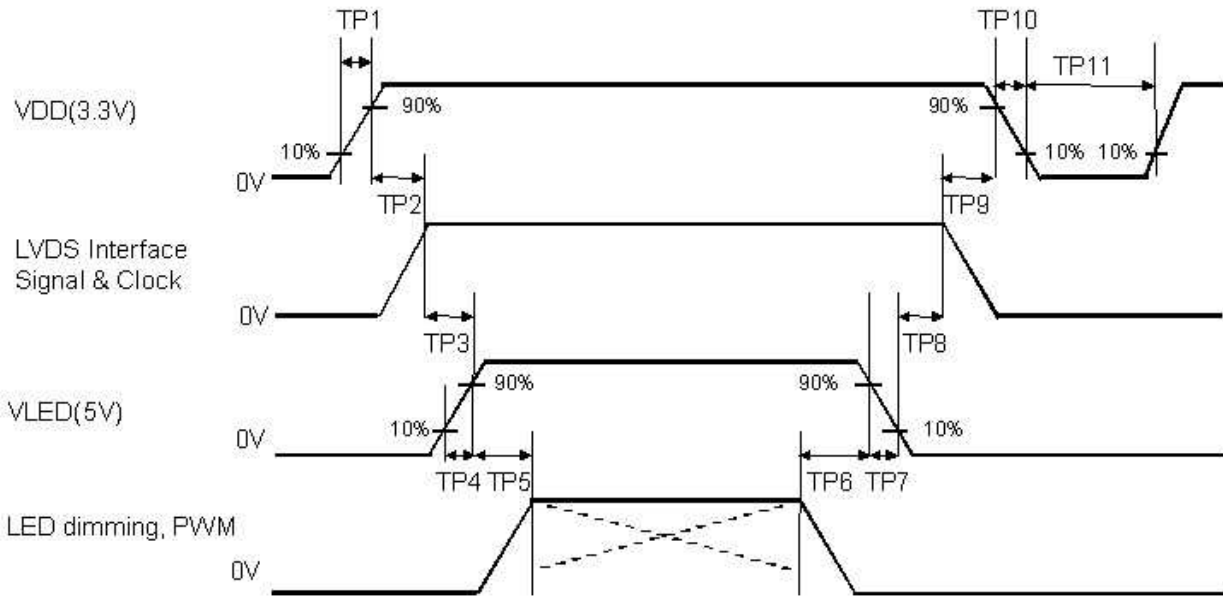 TP1
TP10
TP11
VDD(3.3V)
90%
90%
10%
10%
10%
0V
TP2
TP9
LVDS Interface
Signal & Clock
0V
TP3
TP8
VLED(5V)
90%
90%
10%
10%
0V
TP4
TP5
TP6
TP7
LED dimming, PWM
0V